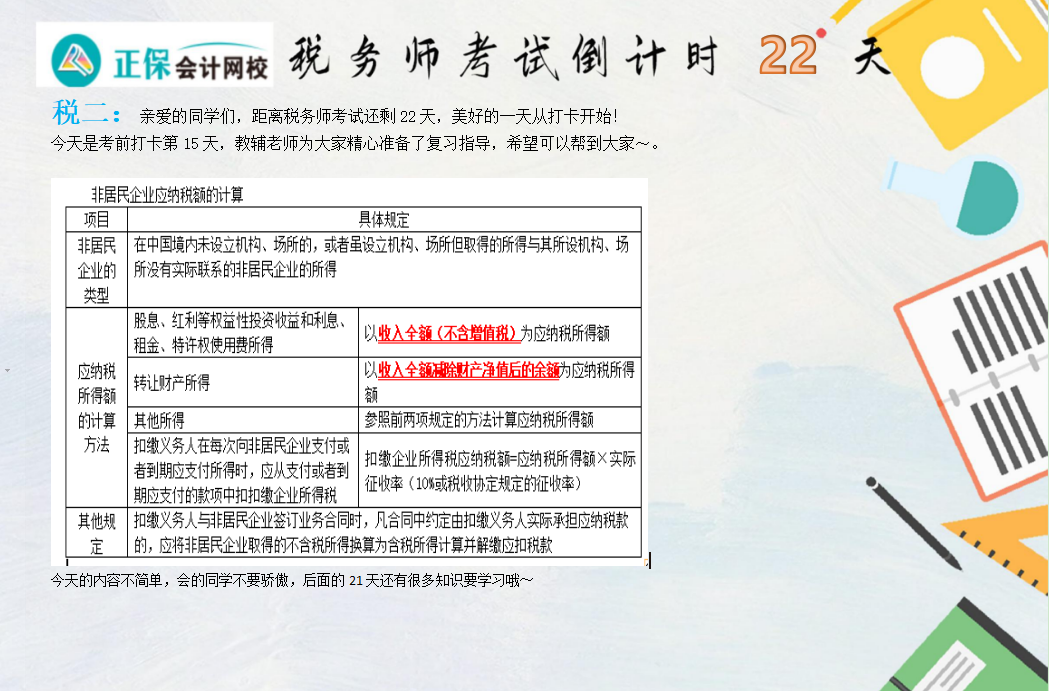 正保会计网校 税务师考试倒计时 22 天
税二： 亲爱的同学们，距离税务师考试还剩 22 天，美好的一天从打卡开始！
今天是考前打卡第 15 天，教辅老师为大家精心准备了复习指导，希望可以帮到大家～。
非居民企业应纳税额的计算
项目 具体规定
非居民
企业的
类型
在中国境内未设立机构、场所的，或者虽设立机构、场所但取得的所得与其所设机构、场
所没有实际联系的非居民企业的所得
应纳税
所得额
的计算
方法
股息、红利等权益性投资收益和利息、
租金、特许权使用费所得
以收入全额（不含增值税）为应纳税所得额
转让财产所得
以收入全额减除财产净值后的余额为应纳税所得
额
其他所得 参照前两项规定的方法计算应纳税所得额
扣缴义务人在每次向非居民企业支付或
者到期应支付所得时，应从支付或者到
期应支付的款项中扣扣缴企业所得税
扣缴企业所得税应纳税额=应纳税所得额×实际
征收率（10%或税收协定规定的征收率）
其他规
定
扣缴义务人与非居民企业签订业务合同时，凡合同中约定由扣缴义务人实际承担应纳税款
的，应将非居民企业取得的不含税所得换算为含税所得计算并解缴应扣税款
今天的内容不简单，会的同学不要骄傲，后面的 21 天还有很多知识要学习哦～